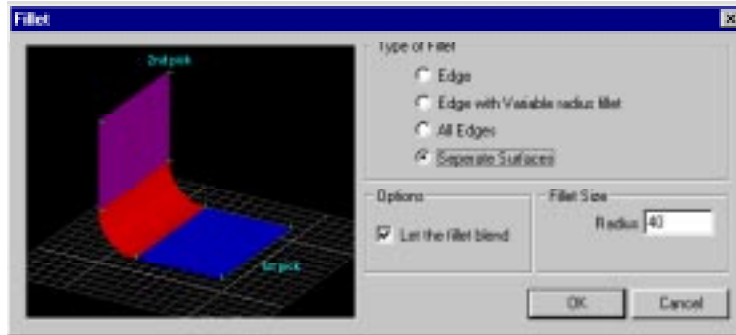 Fillet
2nd pick
1st pick
Type of Fillet
Edge
Edge with Variable radius fillet
All Edges
Seperate Surfaces
Options
Let the fillet blend
Fillet Size
Radius 40
OK
Cancel